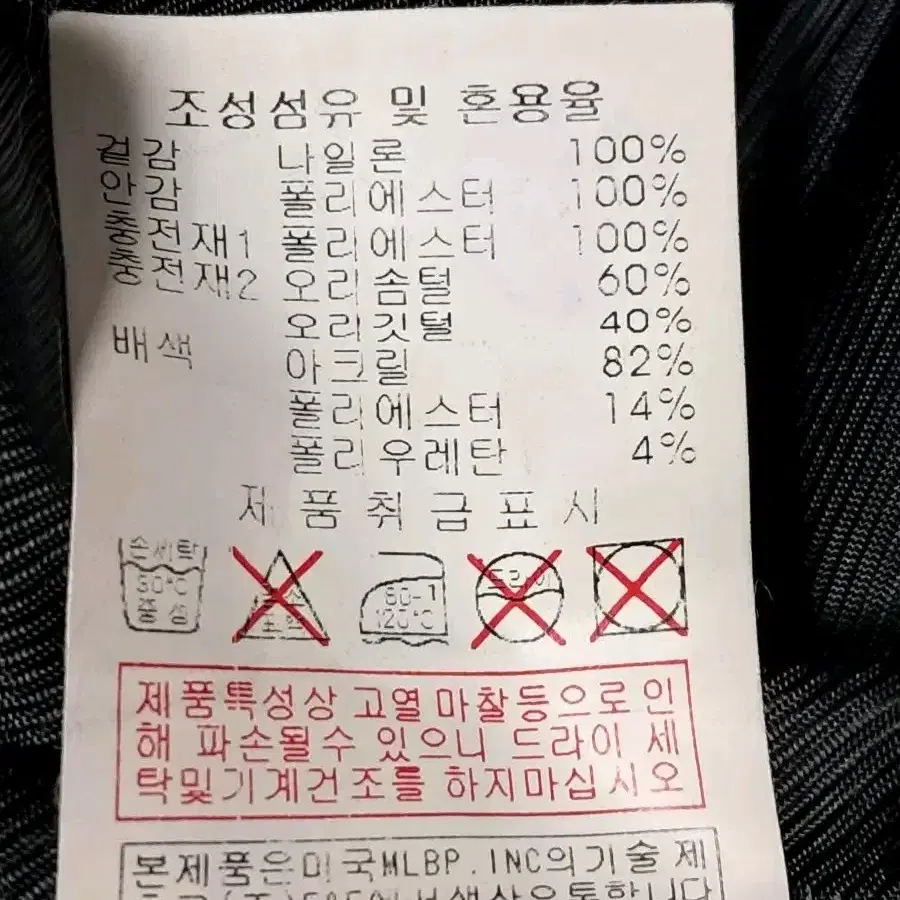 조성섬유 및 혼용율
겉감 나일론 100%
안감 폴리에스터 100%
충전재1 폴리에스터 100%
충전재2 오리솜털 60%
오리깃털 40%
배색 아크릴 82%
폴리에스터 14%
폴리우레탄 4%
제품취급표시
손세탁
30°C
중성
드라이
제품특성상 고열 마찰등으로인
해 파손될수 있으니 드라이 세
탁및기계건조를 하지마십시오
본제품은미국MLBP.INC의기술제